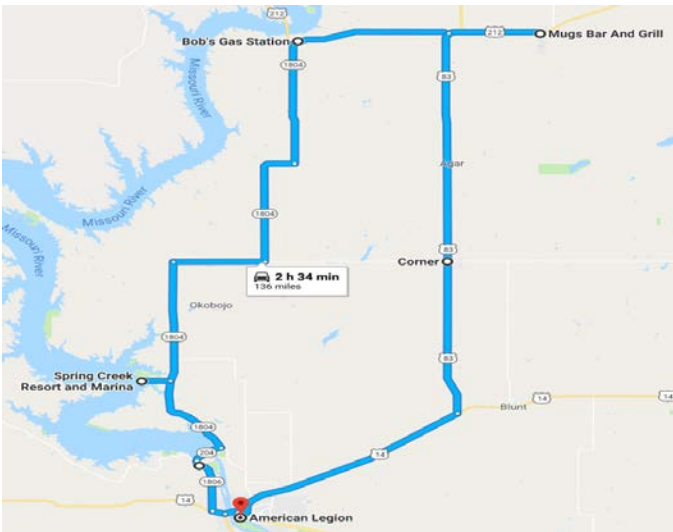 212
Bob's Gas Station
212
Mugs Bar And Grill
1804
83
Agar
Missouri River
1804
Missouri River
83
Corner
2 h 34 min
136 miles
Okobojo
1804
83
Spring Creek
Resort and Marina
14
14
Blunt
1804
204
14
1806
14
American Legion